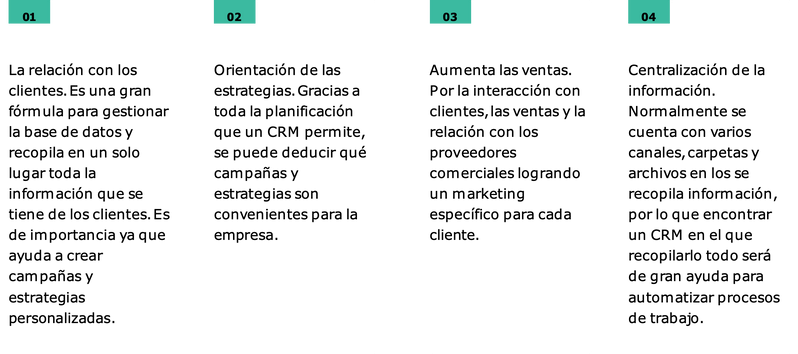 01
La relación con los
clientes. Es una gran
fórmula para gestionar
la base de datos y
recopila en un solo
lugar toda la
información que se
tiene de los clientes. Es
de importancia ya que
ayuda a crear
campañas y
estrategias
personalizadas.
02
Orientación de las
estrategias. Gracias a
toda la planificación
que un CRM permite,
se puede deducir qué
campañas y
estrategias son
convenientes para la
empresa.
03
Aumenta las ventas.
Por la interacción con
clientes, las ventas y la
relación con los
proveedores
comerciales logrando
un marketing
específico para cada
cliente.
04
Centralización de la
información.
Normalmente se
cuenta con varios
canales, carpetas y
archivos en los se
recopila información,
por lo que encontrar
un CRM en el que
recopilarlo todo será
de gran ayuda para
automatizar procesos
de trabajo.